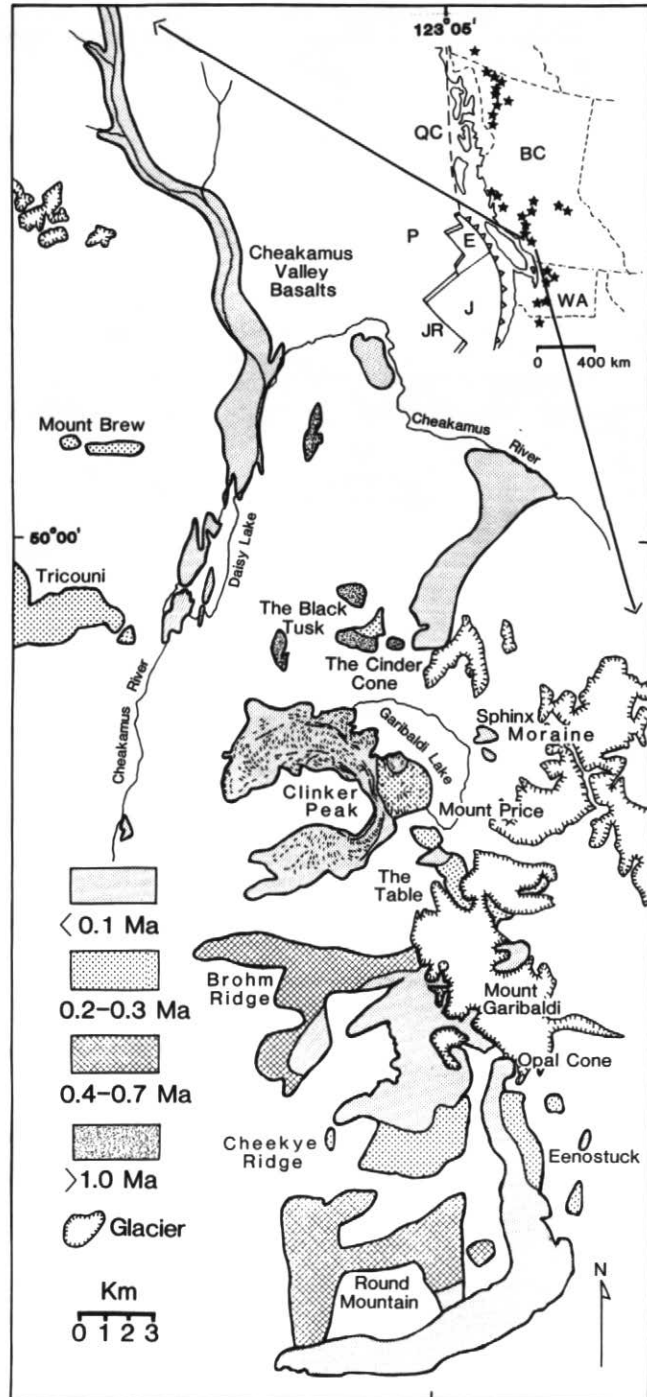 123°05'
QC
BC
P
E
WA
J
JR
0 400 km
Cheakamus
Valley
Basalts
Mount Brew
Cheakamus
River
50°00'
Daisy Lake
Tricouni
The Black
Tusk
The Cinder
Cone
Cheakamus River
Garibaldi Lake
Sphinx
Moraine
Clinker
Peak
Mount Price
The
Table
< 0.1 Ma
0.2–0.3 Ma
0.4–0.7 Ma
>1.0 Ma
Glacier
Brohm
Ridge
Mount
Garibaldi
Opal Cone
Cheekye
Ridge
Eenostuck
Round
Mountain
Km
0 1 2 3
N